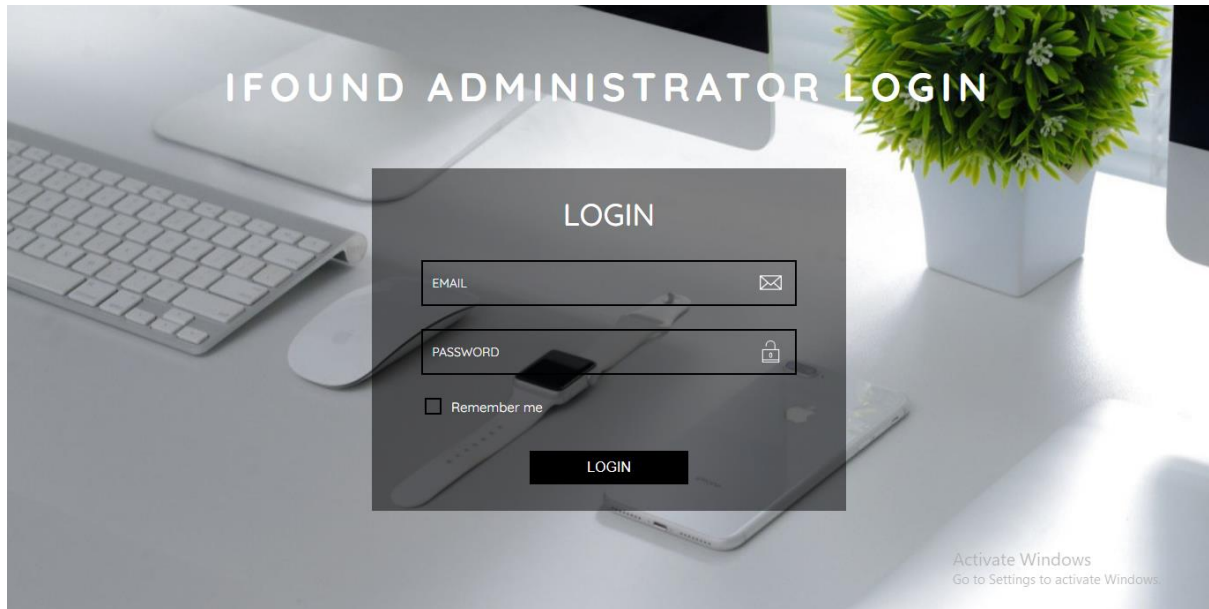 IFOUND ADMINISTRATOR LOGIN
LOGIN
EMAIL
PASSWORD
Remember me
LOGIN
Activate Windows
Go to Settings to activate Windows.